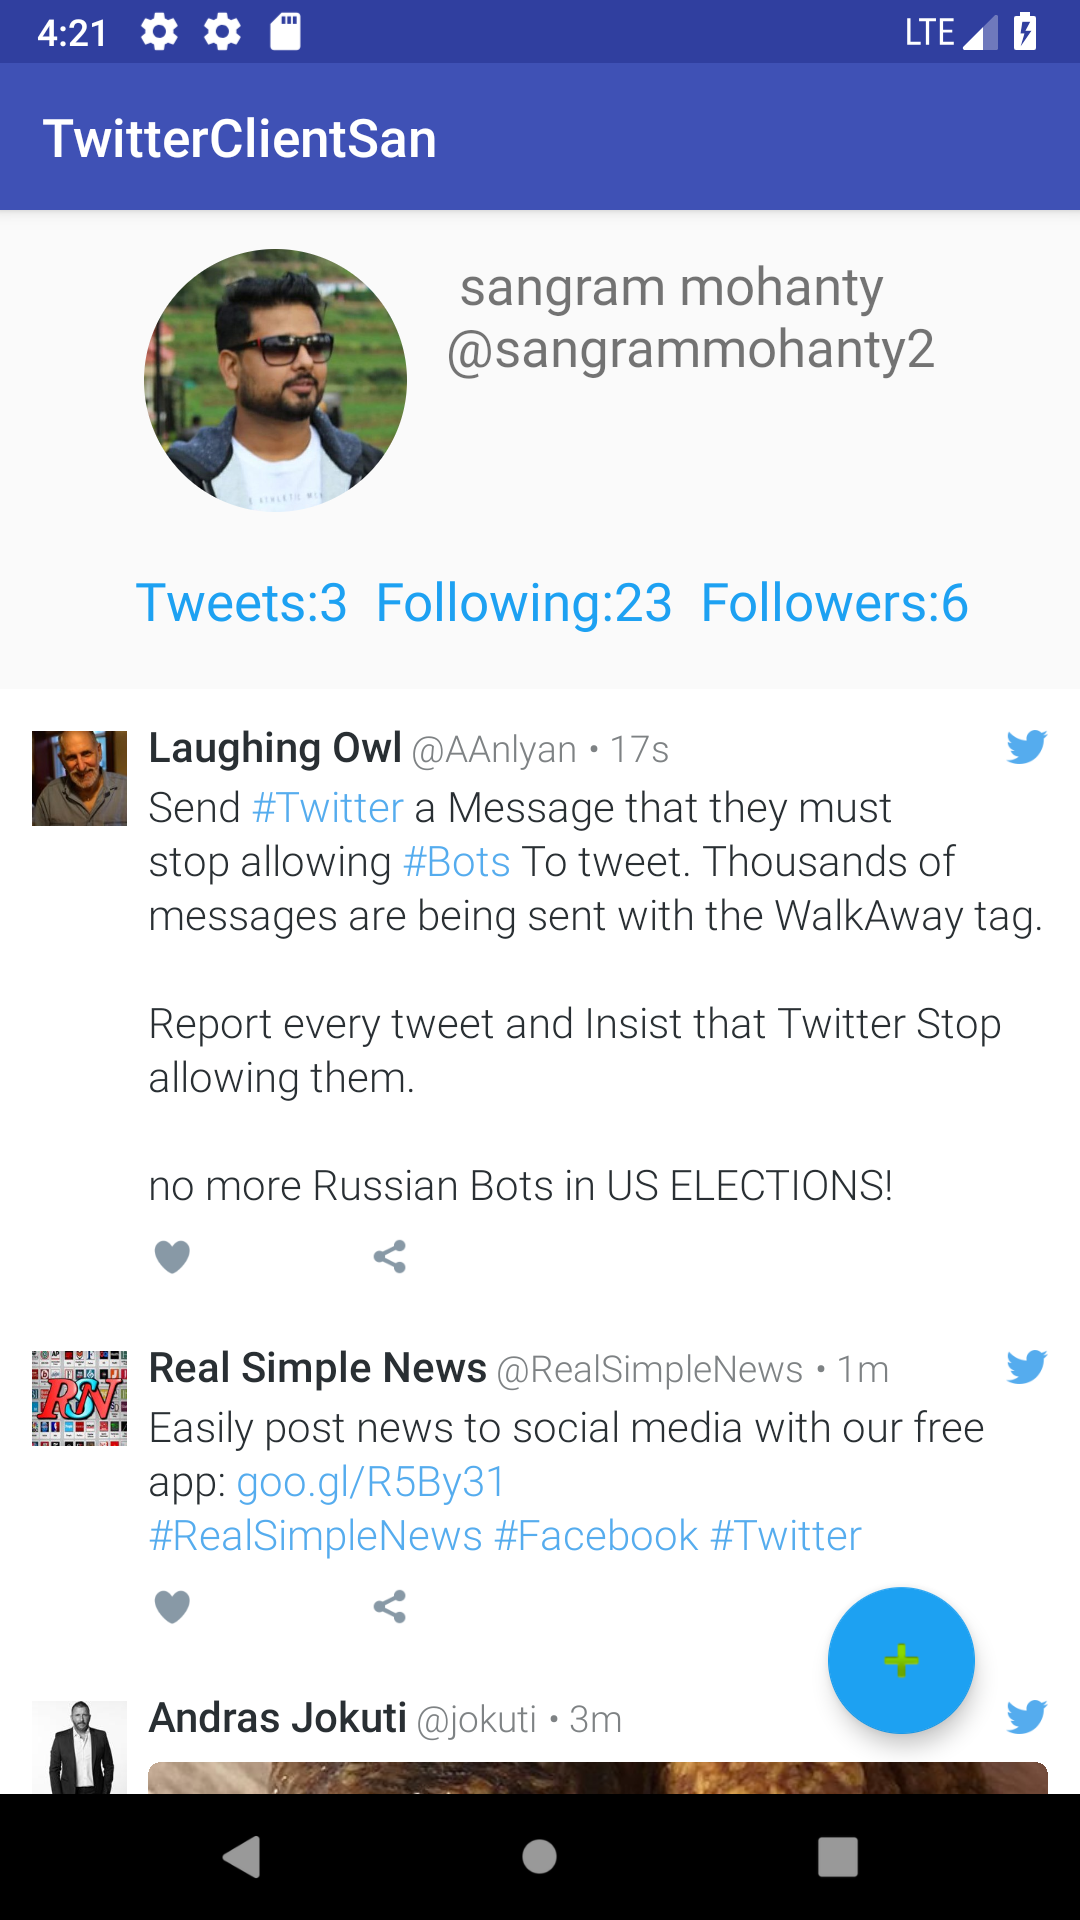 4:21 LTE
TwitterClientSan
sangram mohanty
@sangrammohanty2
Tweets:3 Following:23 Followers:6
Laughing Owl @AAnlyan • 17s
Send #Twitter a Message that they must
stop allowing #Bots To tweet. Thousands of
messages are being sent with the WalkAway tag.
Report every tweet and Insist that Twitter Stop
allowing them.
no more Russian Bots in US ELECTIONS!
Real Simple News @RealSimpleNews • 1m
RSN
Easily post news to social media with our free
app: goo.gl/R5By31
#RealSimpleNews #Facebook #Twitter
Andras Jokuti @jokuti • 3m